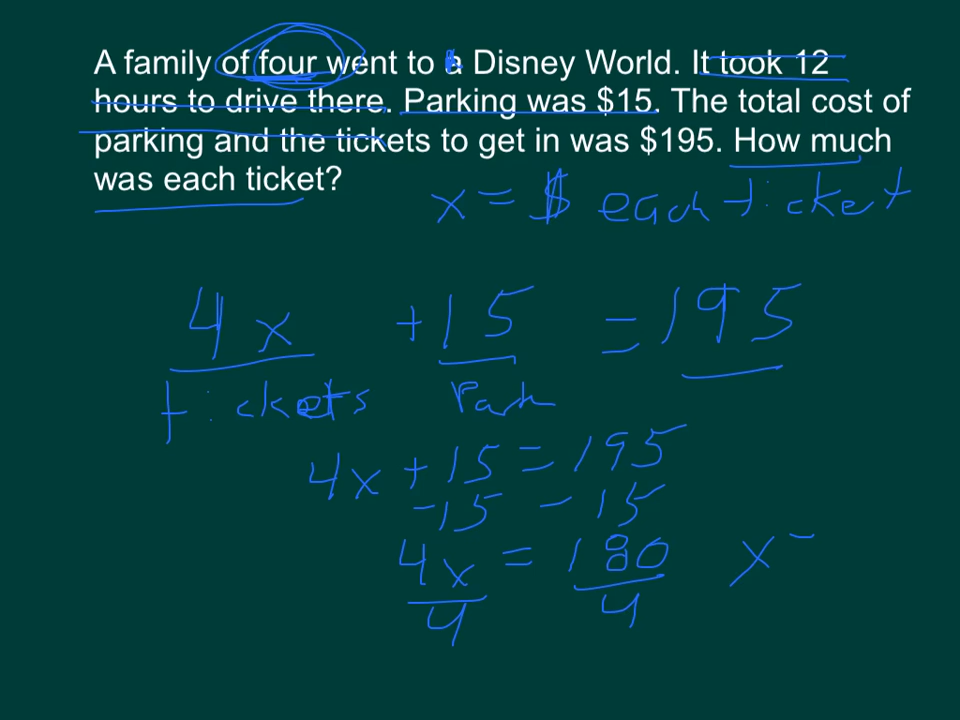 A family of four went to a Disney World. It took 12
hours to drive there. Parking was $15. The total cost of
parking and the tickets to get in was $195. How much
was each ticket?
x = $ each ticket
4x + 15 = 195
tickets Park
4x + 15 = 195
-15 - 15
4x = 180 x -
4 4